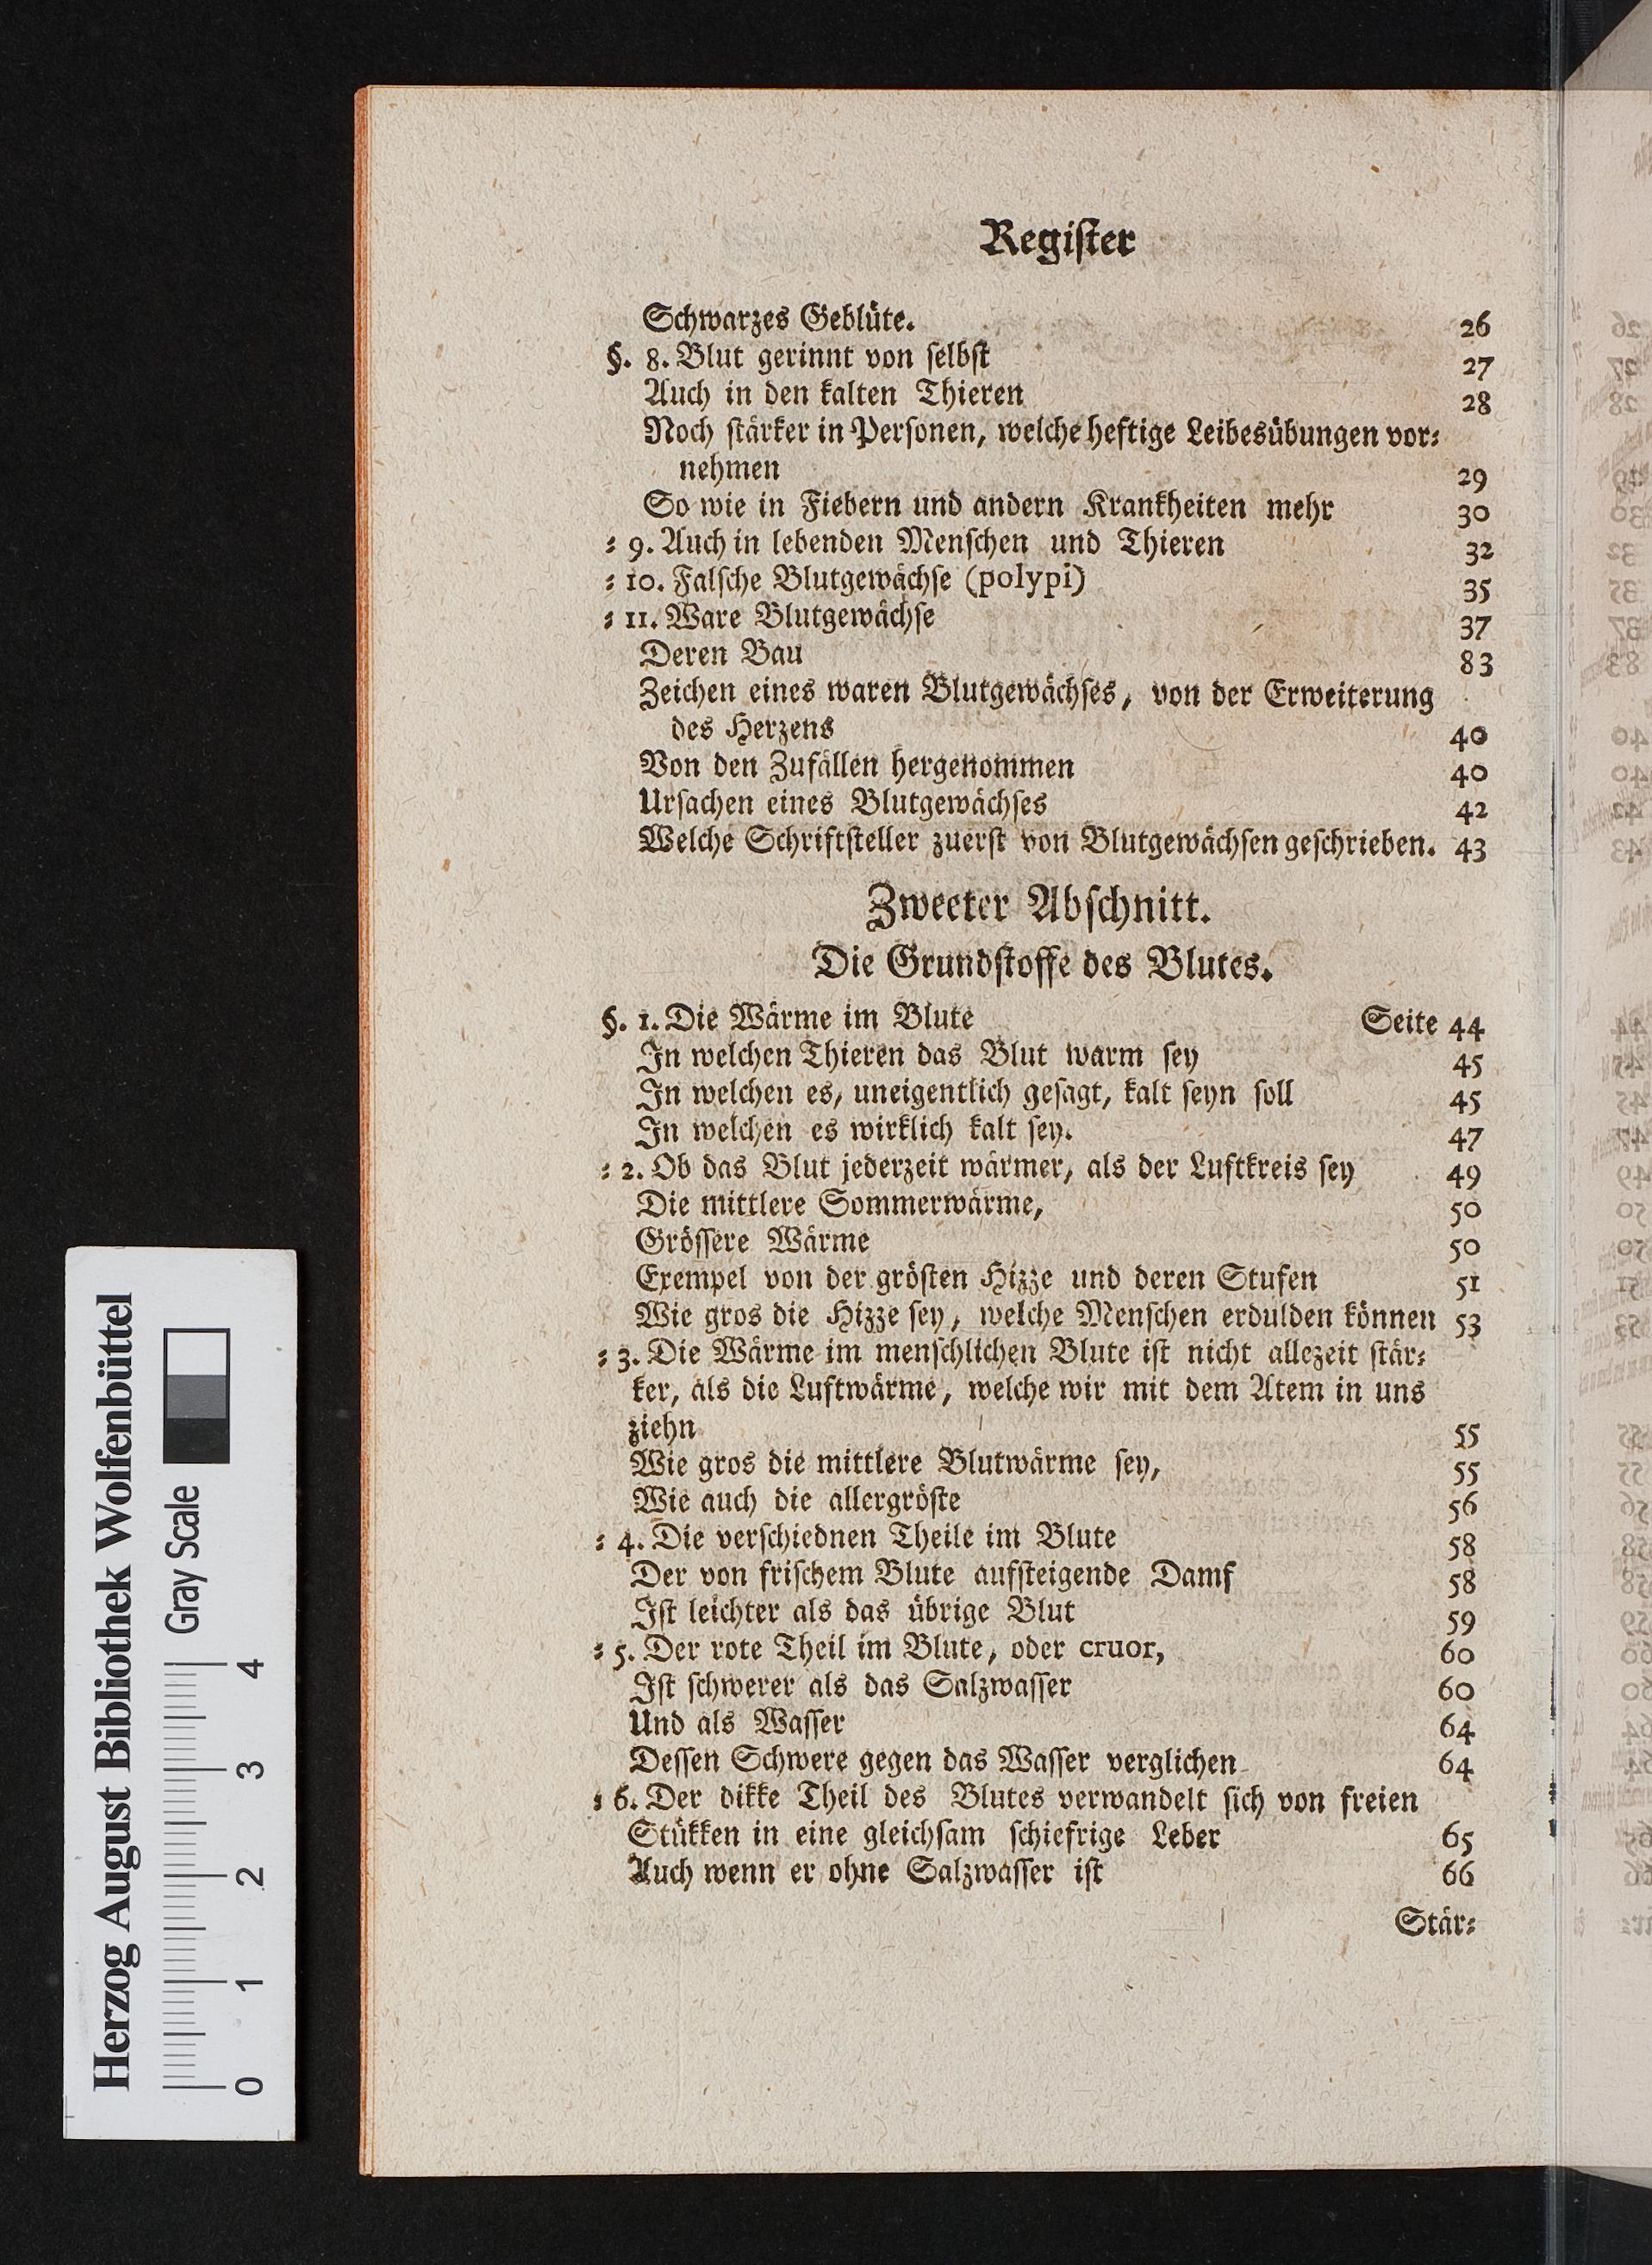 Regiſter
Schwarzes Geblüte. 26
§. 8. Blut gerinnt von ſelbſt 27
Auch in den kalten Thieren 28
Noch ſtärker in Perſonen, welche heftige Leibesübungen vor⸗
nehmen 29
So wie in Fiebern und andern Krankheiten mehr 30
⸗ 9. Auch in lebenden Menſchen und Thieren 32
⸗ 10. Falſche Blutgewächſe (polypi) 35
⸗ 11. Ware Blutgewächſe 37
Deren Bau 83
Zeichen eines waren Blutgewächſes, von der Erweiterung
des Herzens 40
Von den Zufällen hergenommen 40
Urſachen eines Blutgewächſes 42
Welche Schriftſteller zuerſt von Blutgewächſen geſchrieben. 43
Zweeter Abſchnitt.
Die Grundſtoffe des Blutes.
§. 1. Die Wärme im Blute Seite 44
In welchen Thieren das Blut warm ſey 45
In welchen es, uneigentlich geſagt, kalt ſeyn ſoll 45
In welchen es wirklich kalt ſey. 47
⸗ 2. Ob das Blut jederzeit wärmer, als der Luftkreis ſey 49
Die mittlere Sommerwärme, 50
Gröſſere Wärme 50
Exempel von der gröſten Hizze und deren Stufen 51
Wie gros die Hizze ſey, welche Menſchen erdulden können 53
⸗ 3. Die Wärme im menſchlichen Blute iſt nicht allezeit ſtär⸗
ker, als die Luftwärme, welche wir mit dem Atem in uns
ziehn 55
Wie gros die mittlere Blutwärme ſey, 55
Wie auch die allergröſte 56
⸗ 4. Die verſchiednen Theile im Blute 58
Der von friſchem Blute aufſteigende Damf 58
Iſt leichter als das übrige Blut 59
⸗ 5. Der rote Theil im Blute, oder cruor, 60
Iſt ſchwerer als das Salzwaſſer 60
Und als Waſſer 64
Deſſen Schwere gegen das Waſſer verglichen 64
⸗ 6. Der dikke Theil des Blutes verwandelt ſich von freien
Stükken in eine gleichſam ſchiefrige Leber 65
Auch wenn er ohne Salzwaſſer iſt 66
Stär⸗
Herzog August Bibliothek Wolfenbüttel
Gray Scale
0 1 2 3 4